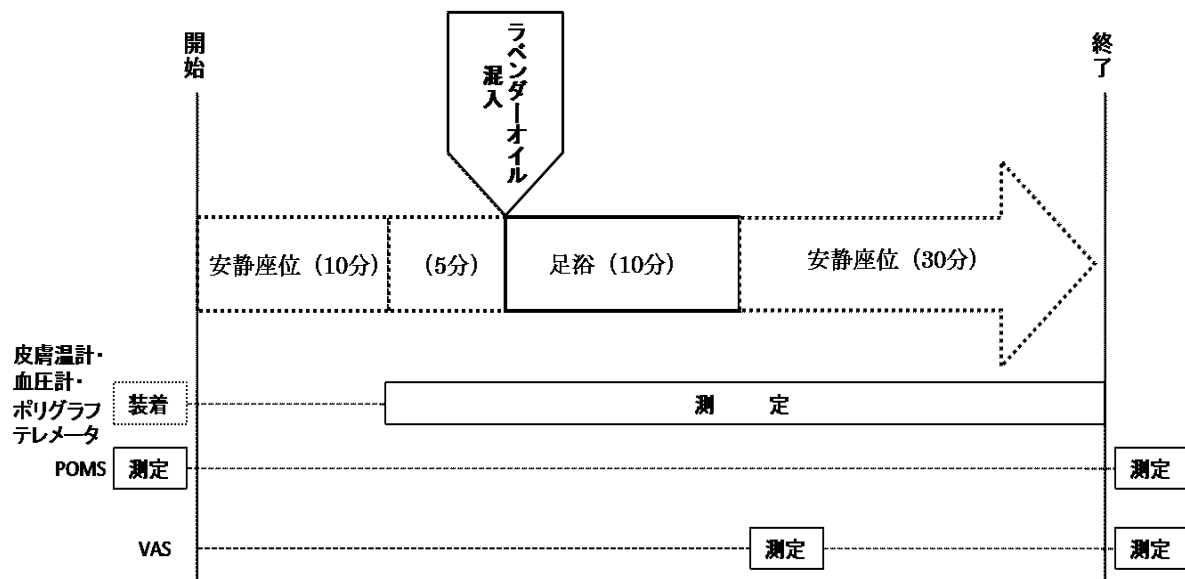 開始
ラベンダーオイル
混入
終了
安静座位（10分）
（5分）
足浴（10分）
安静座位（30分）
皮膚温計・
血圧計・
ポリグラフ
テレメータ
装着
測　定
POMS
測定
測定
VAS
測定
測定